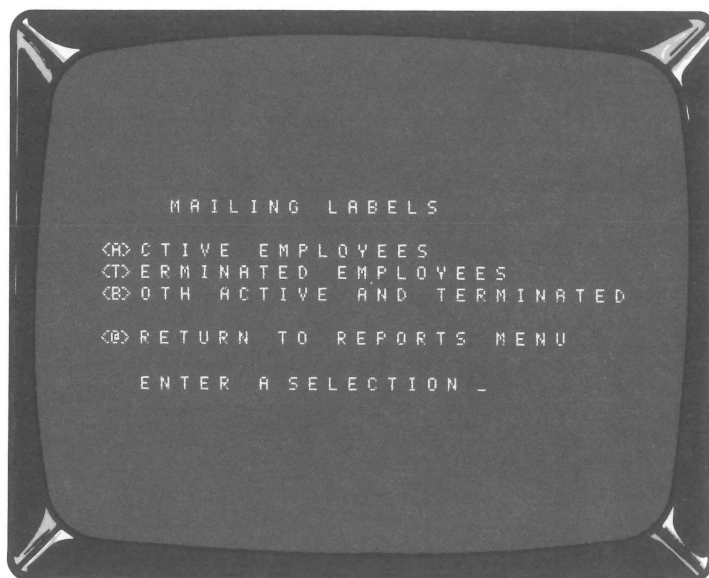 MAILING LABELS
<A>CTIVE EMPLOYEES
<T>ERMINATED EMPLOYEES
<B>OTH ACTIVE AND TERMINATED
<@>RETURN TO REPORTS MENU
ENTER A SELECTION _